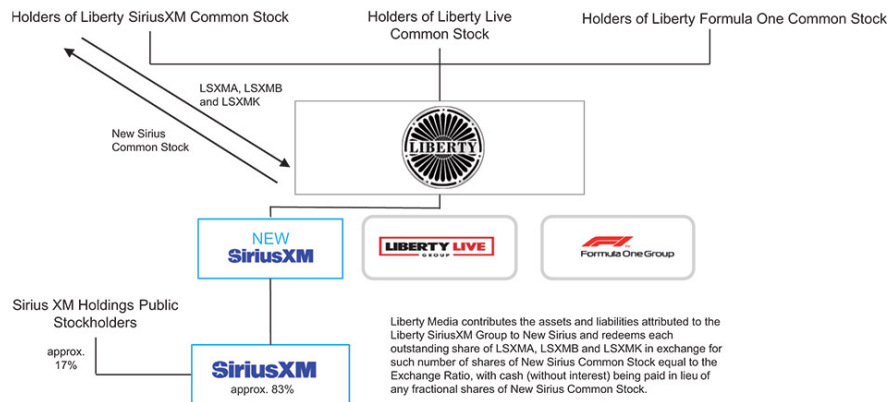 Holders of Liberty SiriusXM Common Stock
Holders of Liberty Live
Common Stock
Holders of Liberty Formula One Common Stock
LSXMA, LSXMB
and LSXMK
New Sirius
Common Stock
LIBERTY
NEW
SiriusXM
LIBERTY LIVE
GROUP
F1
Formula One Group
Sirius XM Holdings Public
Stockholders
approx.
17%
SiriusXM
approx. 83%
Liberty Media contributes the assets and liabilities attributed to the
Liberty SiriusXM Group to New Sirius and redeems each
outstanding share of LSXMA, LSXMB and LSXMK in exchange for
such number of shares of New Sirius Common Stock equal to the
Exchange Ratio, with cash (without interest) being paid in lieu of
any fractional shares of New Sirius Common Stock.